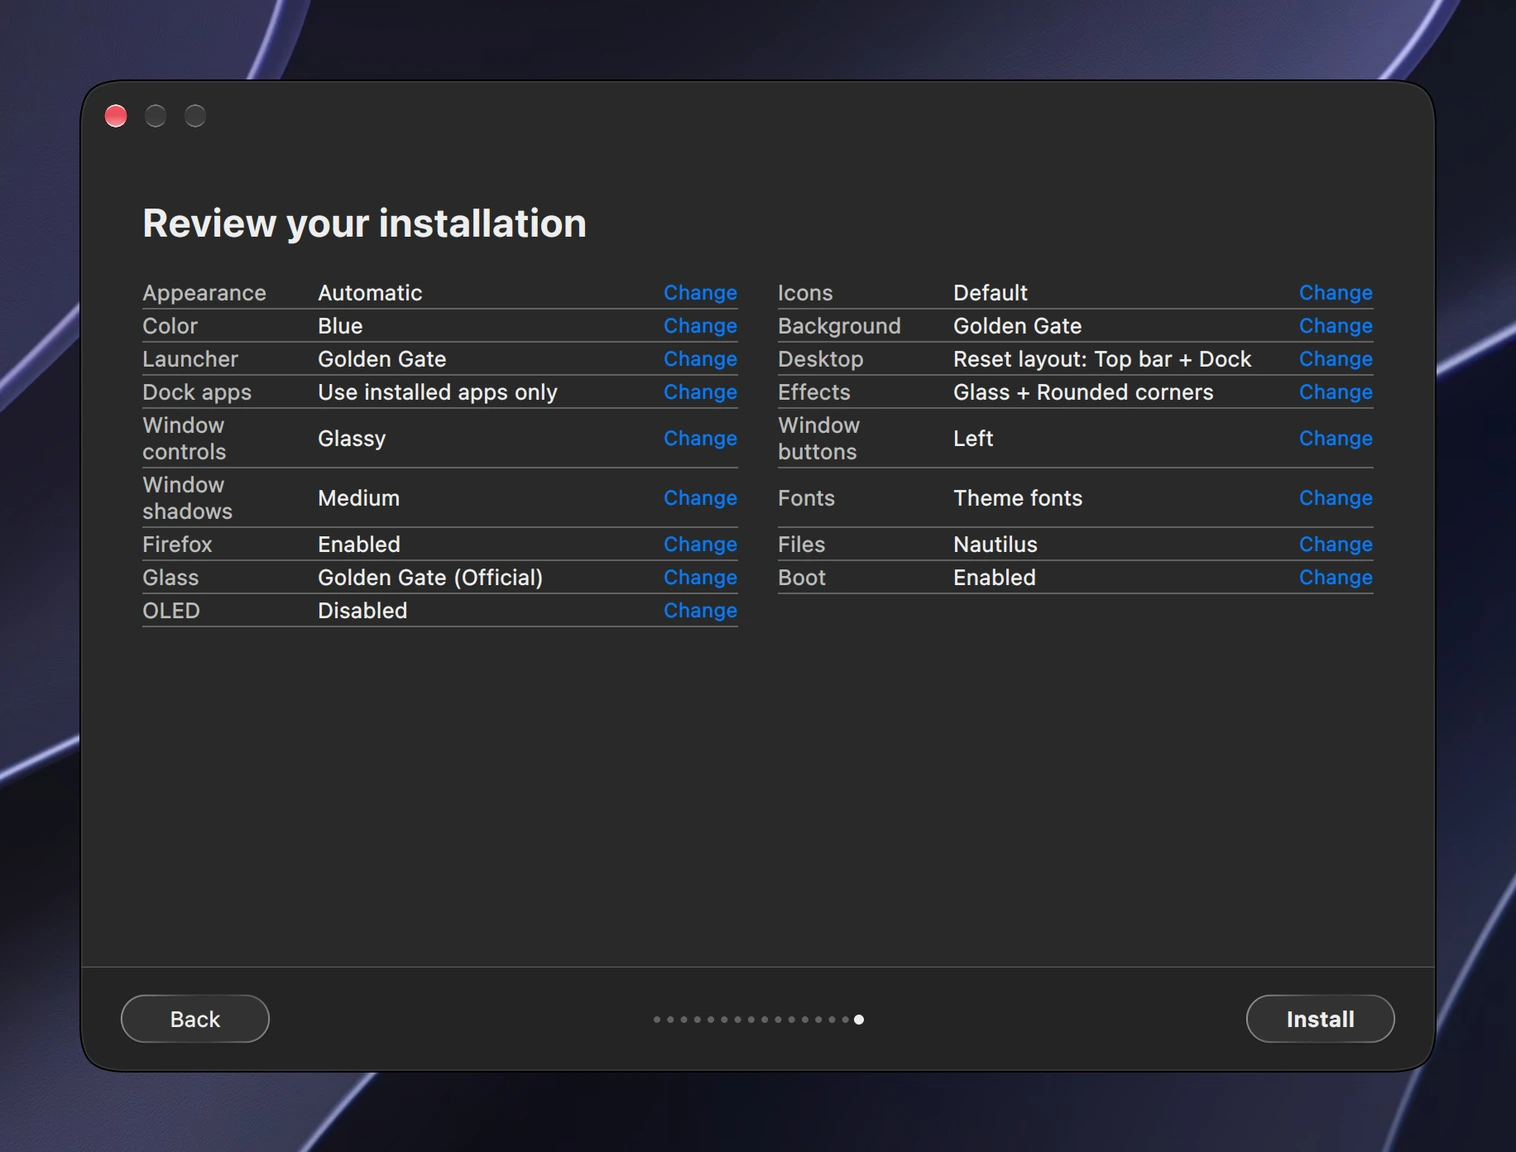 Review your installation
Appearance Automatic Change
Color Blue Change
Launcher Golden Gate Change
Dock apps Use installed apps only Change
Window controls Glassy Change
Window shadows Medium Change
Firefox Enabled Change
Glass Golden Gate (Official) Change
OLED Disabled Change
Icons Default Change
Background Golden Gate Change
Desktop Reset layout: Top bar + Dock Change
Effects Glass + Rounded corners Change
Window buttons Left Change
Fonts Theme fonts Change
Files Nautilus Change
Boot Enabled Change
Back
Install